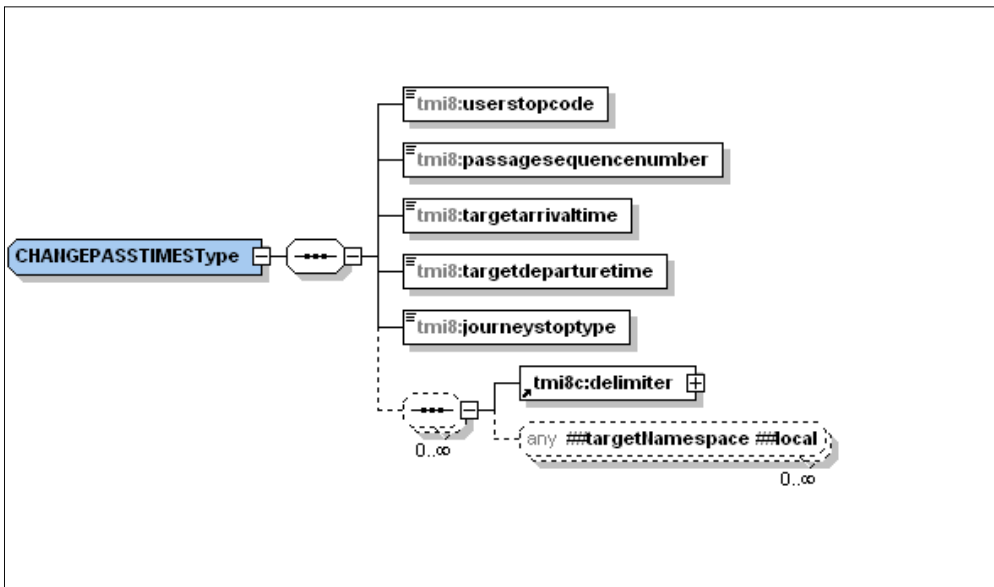 tmi8:userstopcode
tmi8:passagesequencenumber
tmi8:targetarrivaltime
CHANGEPASSTIMESType
tmi8:targetdeparturetime
tmi8:journeystoptype
tmi8c:delimiter
any ##targetNamespace ##local
0..∞
0..∞